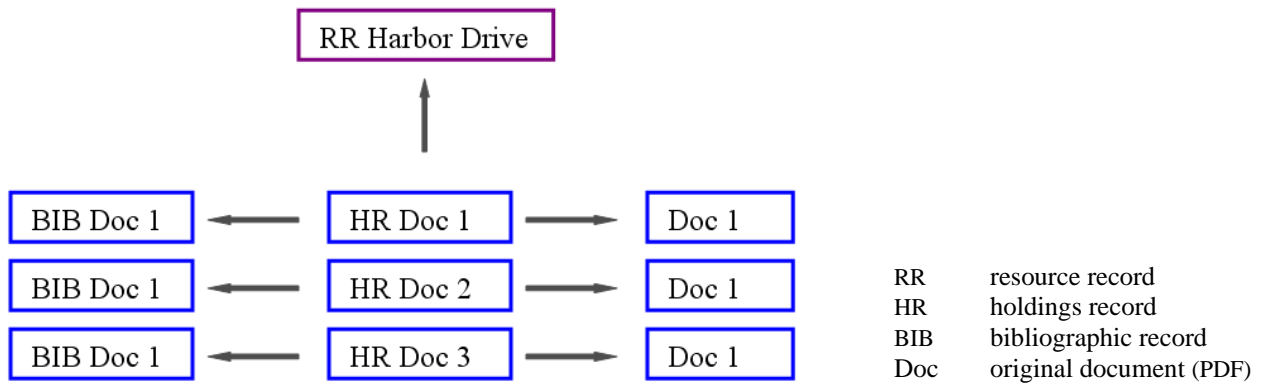 RR Harbor Drive
BIB Doc 1 HR Doc 1 Doc 1
BIB Doc 1 HR Doc 2 Doc 1
BIB Doc 1 HR Doc 3 Doc 1
RR resource record
HR holdings record
BIB bibliographic record
Doc original document (PDF)